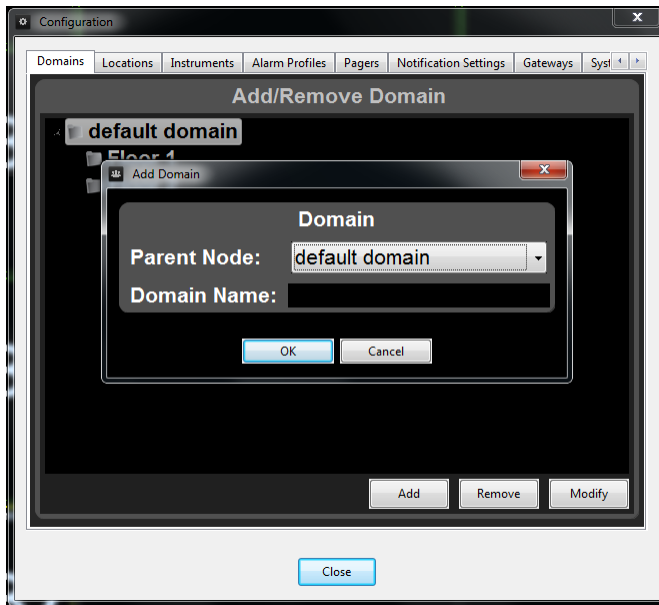 Configuration
x
Domains Locations Instruments Alarm Profiles Pagers Notification Settings Gateways Syst
Add/Remove Domain
default domain
Floor 1
Add Domain
x
Domain
Parent Node: default domain
Domain Name:
OK Cancel
Add Remove Modify
Close